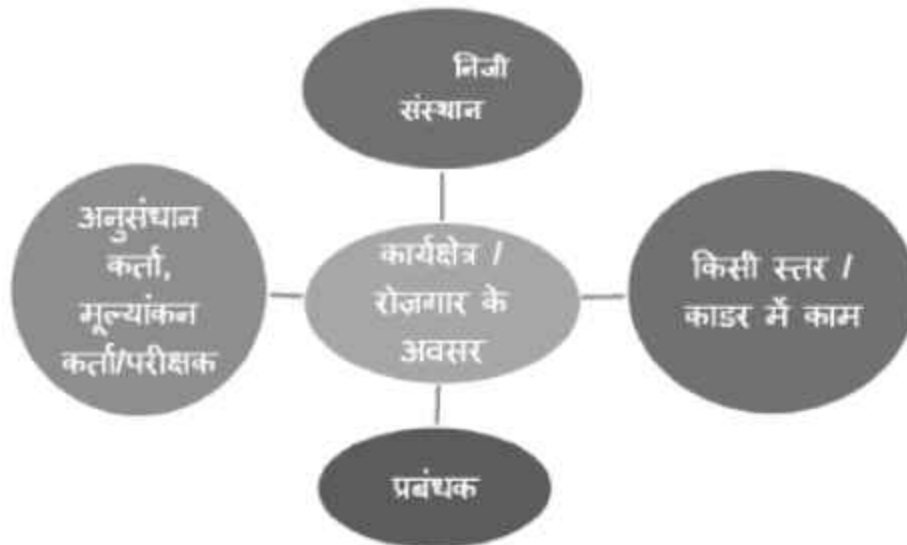 निजी
संस्थान
अनुसंधान
कर्ता,
मूल्यांकन
कर्ता/परीक्षक
कार्यक्षेत्र /
रोज़गार के
अवसर
किसी स्तर /
काडर में काम
प्रबंधक